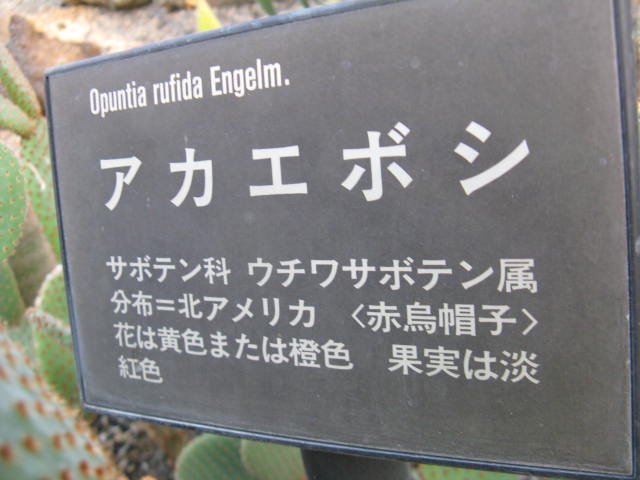 Opuntia rufida Engelm.
アカエボシ
サボテン科 ウチワサボテン属
分布=北アメリカ 〈赤烏帽子〉
花は黄色または橙色 果実は淡
紅色